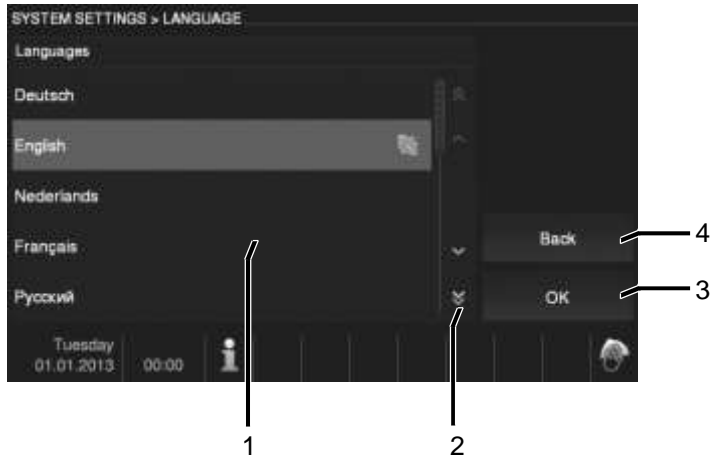 SYSTEM SETTINGS > LANGUAGE
Languages
Deutsch
English
Nederlands
Français
Русский
Back
OK
4
3
Tuesday
01.01.2013
00:00
i
1
2